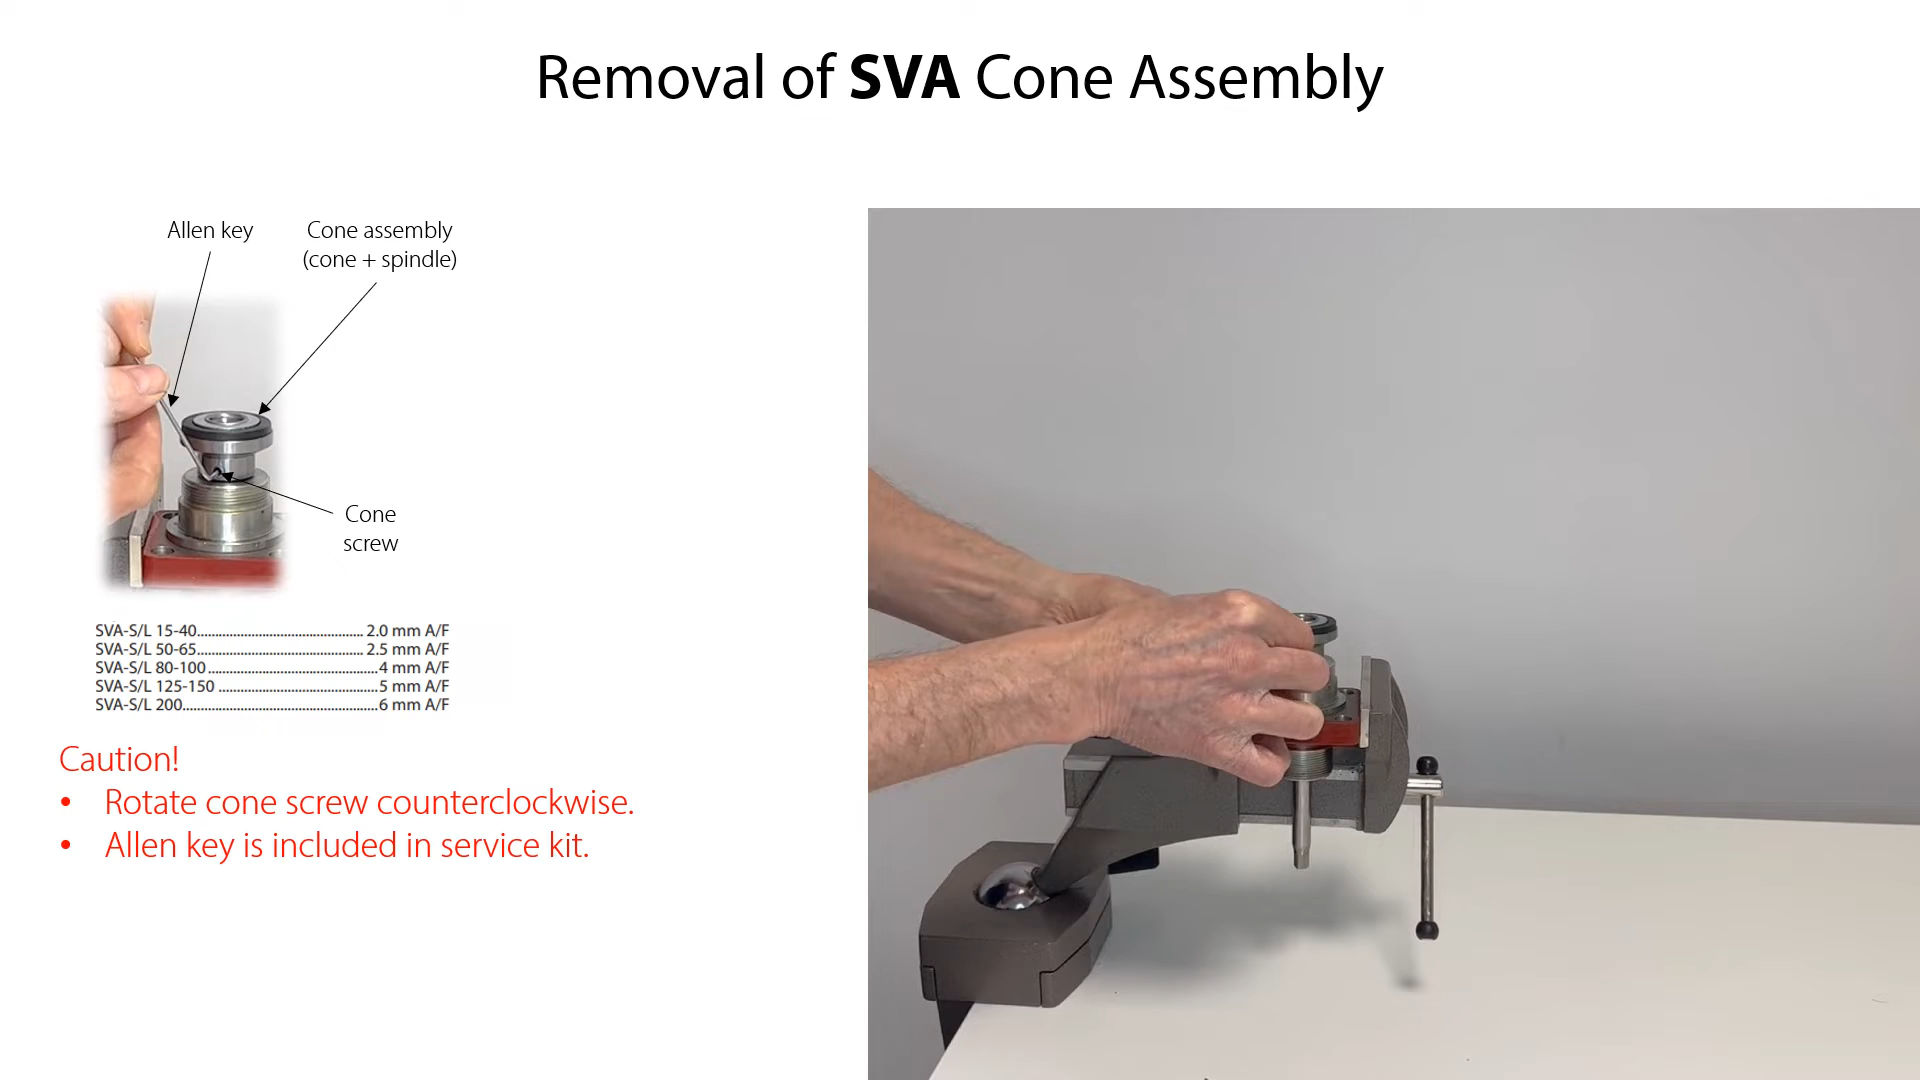 Removal of SVA Cone Assembly
Allen key
Cone assembly
(cone + spindle)
Cone
screw
SVA-S/L 15-40.............................................. 2.0 mm A/F
SVA-S/L 50-65.............................................. 2.5 mm A/F
SVA-S/L 80-100...............................................4 mm A/F
SVA-S/L 125-150 ............................................5 mm A/F
SVA-S/L 200......................................................6 mm A/F
Caution!
• Rotate cone screw counterclockwise.
• Allen key is included in service kit.